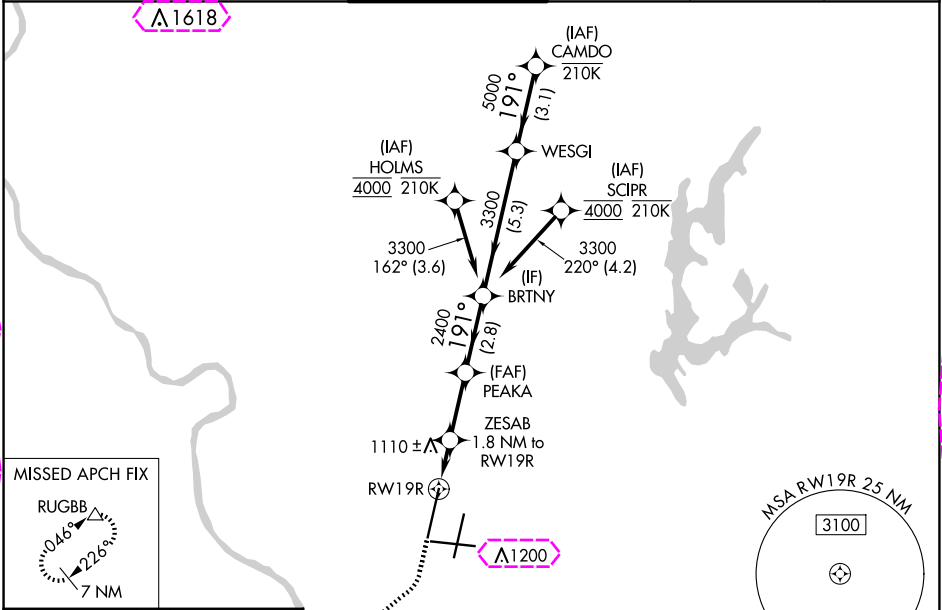 1618
(IAF)
CAMDO
210K
5000
191°
(3.1)
WESGI
(IAF)
HOLMS
4000 210K
(IAF)
SCIPR
4000 210K
3300
(5.3)
3300
162° (3.6)
3300
220° (4.2)
(IF)
BRTNY
2400
191°
(2.8)
(FAF)
PEAKA
ZESAB
1.8 NM to
RW19R
1110 ±
RW19R
1200
MISSED APCH FIX
RUGBB
046°
226°
7 NM
MSA RW19R 25 NM
3100